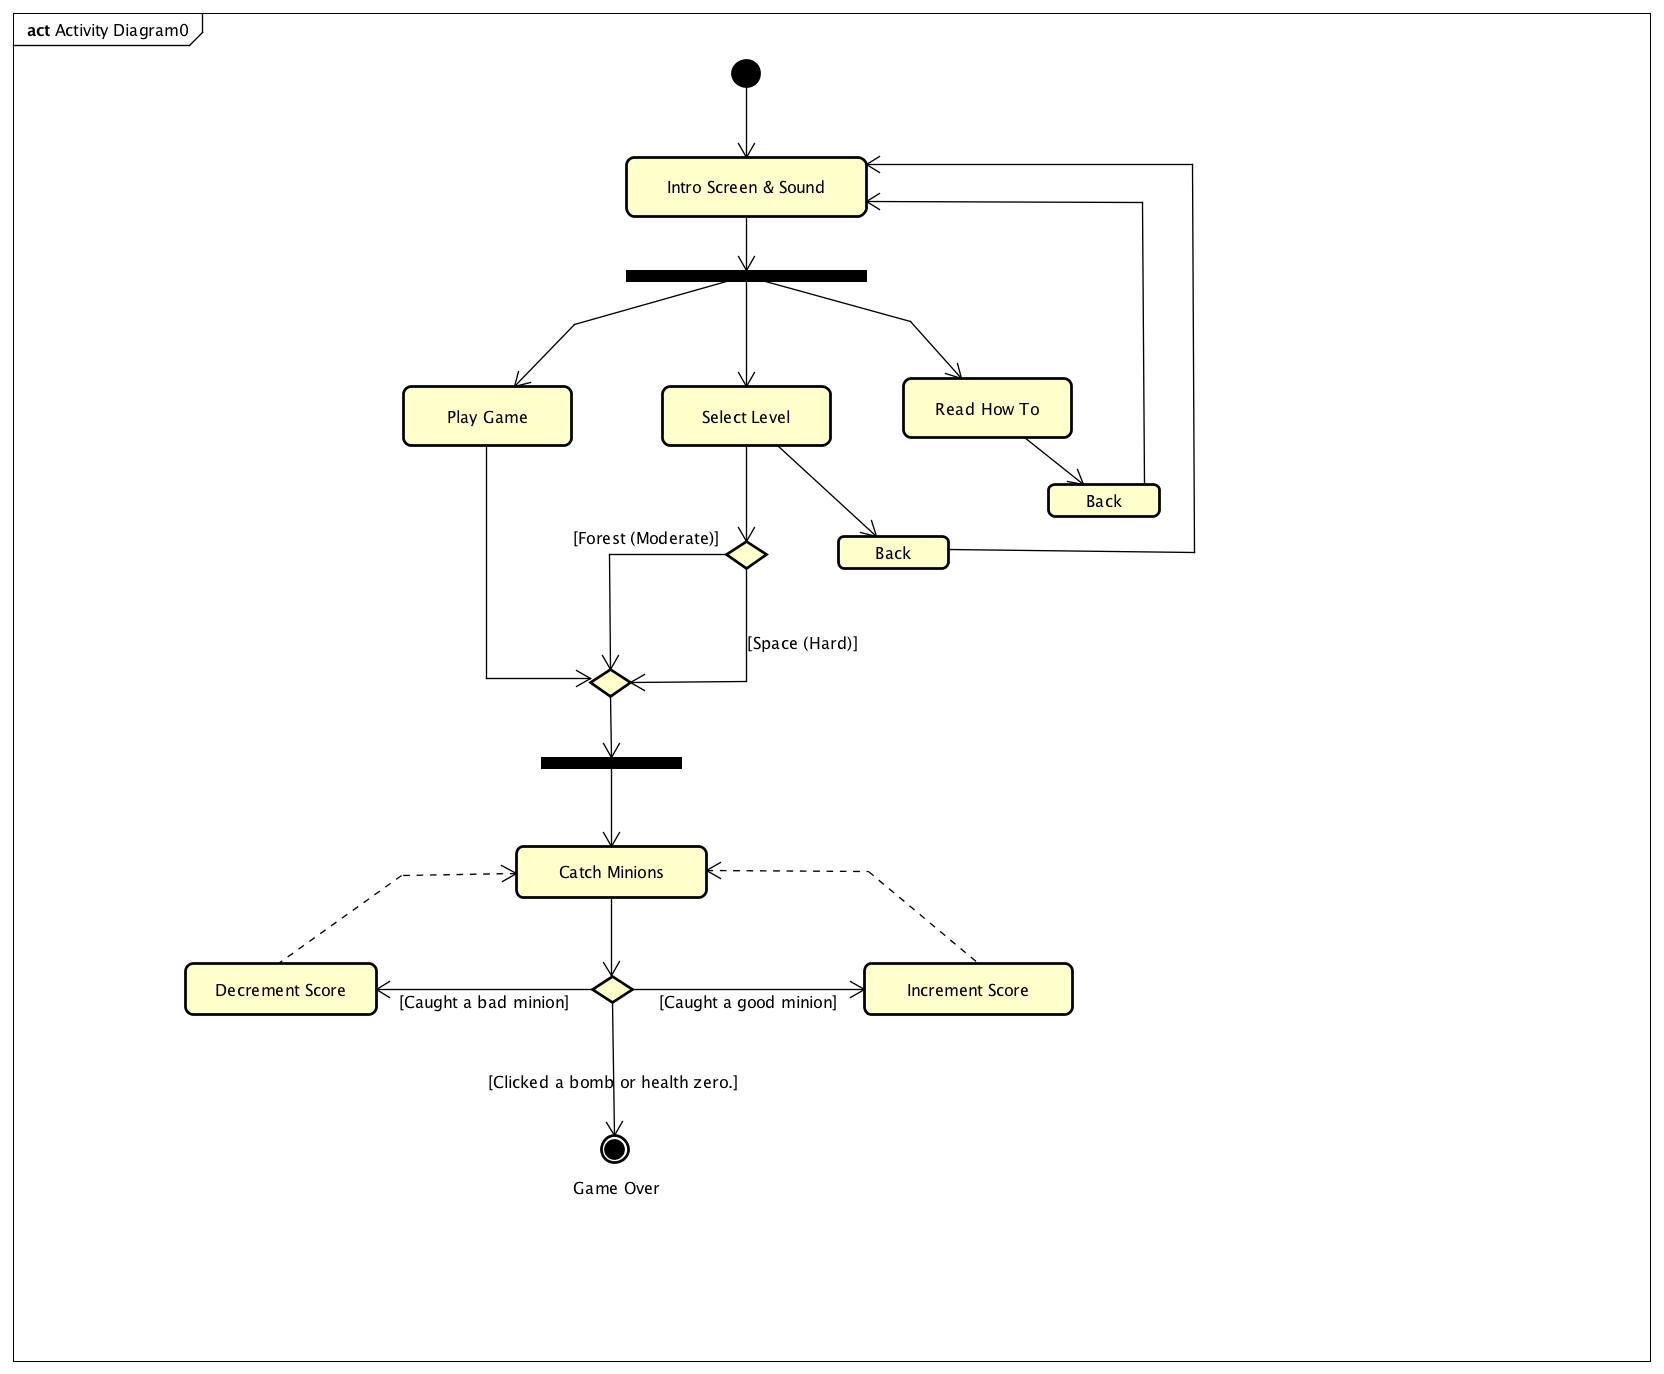 act Activity Diagram0
Intro Screen & Sound
Play Game
Select Level
Read How To
Back
Back
[Forest (Moderate)]
[Space (Hard)]
Catch Minions
Decrement Score
[Caught a bad minion]
[Caught a good minion]
Increment Score
[Clicked a bomb or health zero.]
Game Over